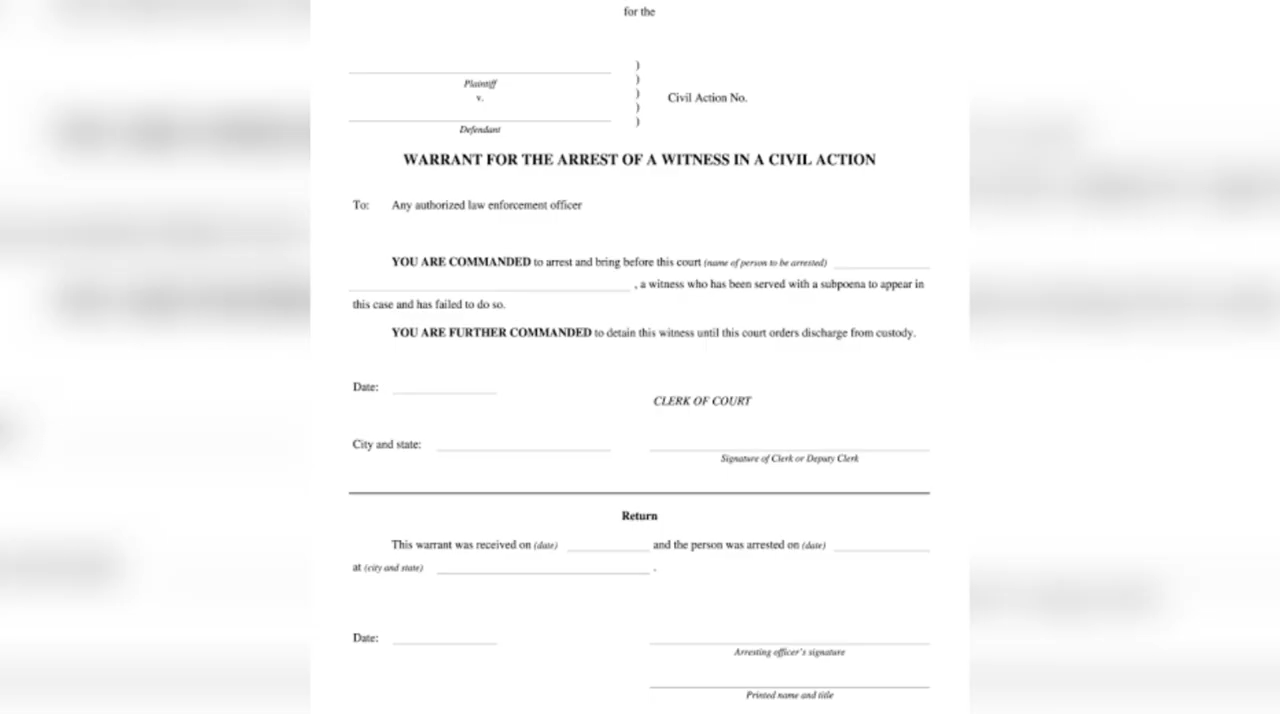 for the
)
Plaintiff
)
v.
) Civil Action No.
)
Defendant
)
WARRANT FOR THE ARREST OF A WITNESS IN A CIVIL ACTION
To: Any authorized law enforcement officer
YOU ARE COMMANDED to arrest and bring before this court (name of person to be arrested)
, a witness who has been served with a subpoena to appear in
this case and has failed to do so.
YOU ARE FURTHER COMMANDED to detain this witness until this court orders discharge from custody.
Date:
CLERK OF COURT
City and state:
Signature of Clerk or Deputy Clerk
Return
This warrant was received on (date) and the person was arrested on (date)
at (city and state) .
Date:
Arresting officer's signature
Printed name and title